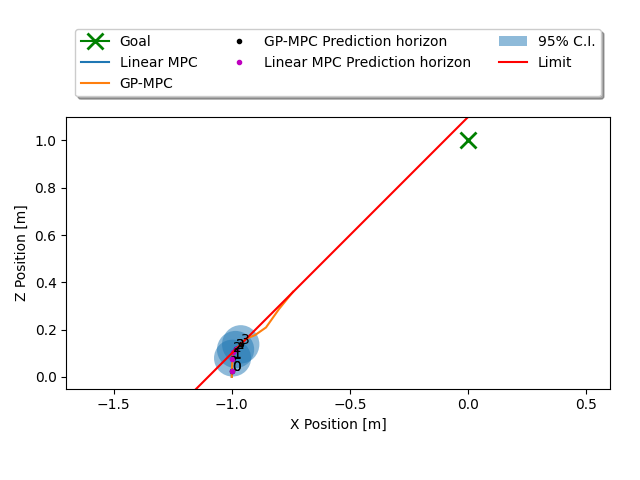 Goal
Linear MPC
GP-MPC
GP-MPC Prediction horizon
Linear MPC Prediction horizon
95% C.I.
Limit
Z Position [m]
1.0
0.8
0.6
0.4
0.2
0.0
3
2
1
0
−1.5
−1.0
−0.5
0.0
0.5
X Position [m]